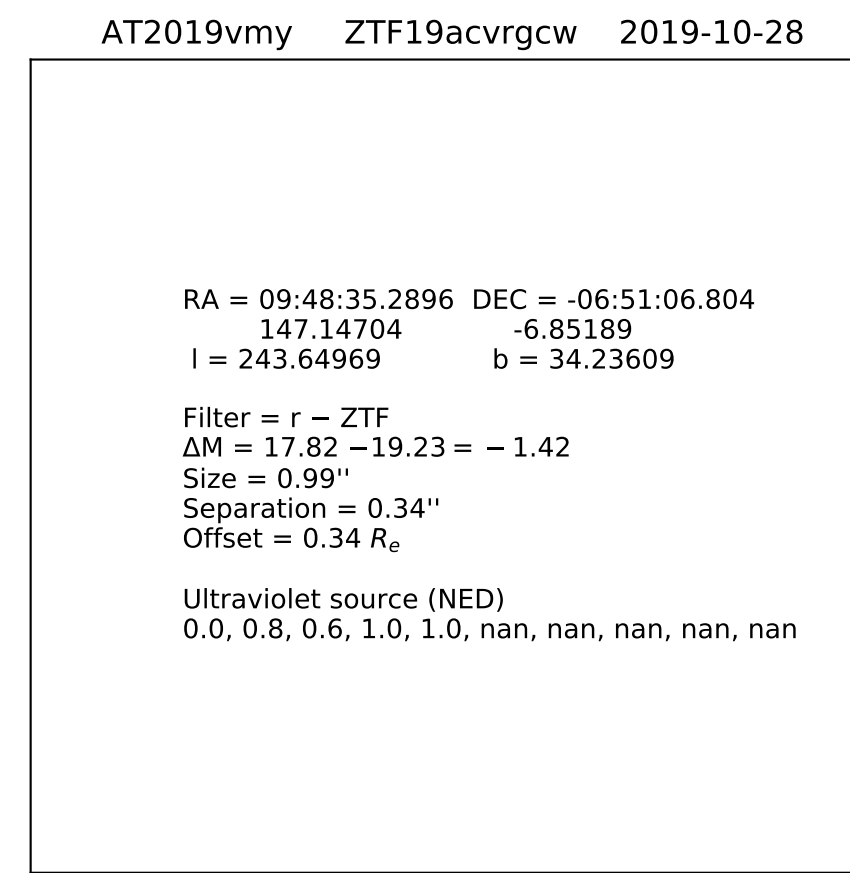 AT2019vmy ZTF19acvrgcw 2019-10-28
RA = 09:48:35.2896 DEC = -06:51:06.804
147.14704 -6.85189
l = 243.64969 b = 34.23609
Filter = r − ZTF
ΔM = 17.82 −19.23 = − 1.42
Size = 0.99''
Separation = 0.34''
Offset = 0.34 Rₑ
Ultraviolet source (NED)
0.0, 0.8, 0.6, 1.0, 1.0, nan, nan, nan, nan, nan